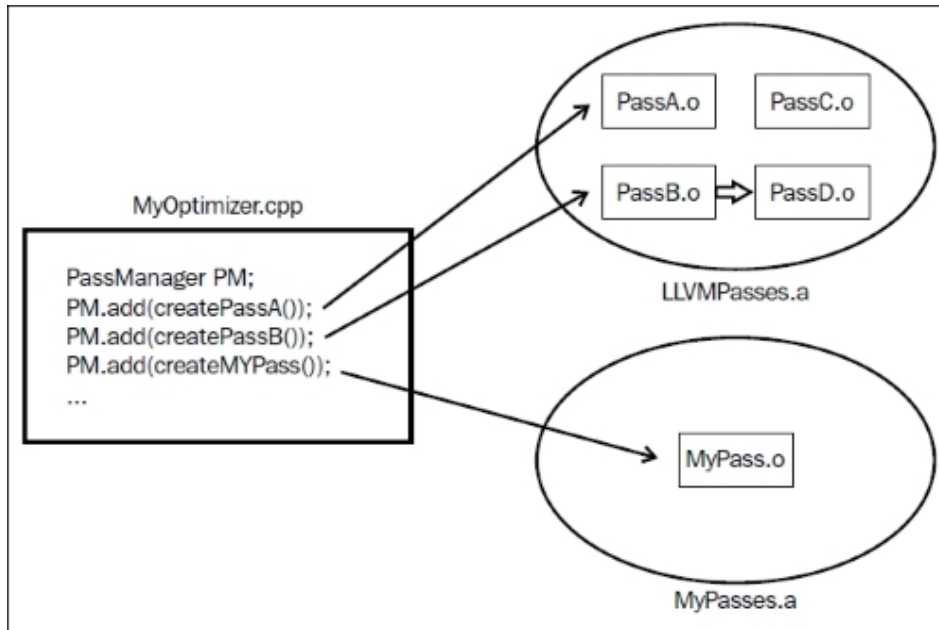 MyOptimizer.cpp
PassManager PM;
PM.add(createPassA());
PM.add(createPassB());
PM.add(createMYPass());
...
PassA.o
PassC.o
PassB.o
PassD.o
LLVMPasses.a
MyPass.o
MyPasses.a